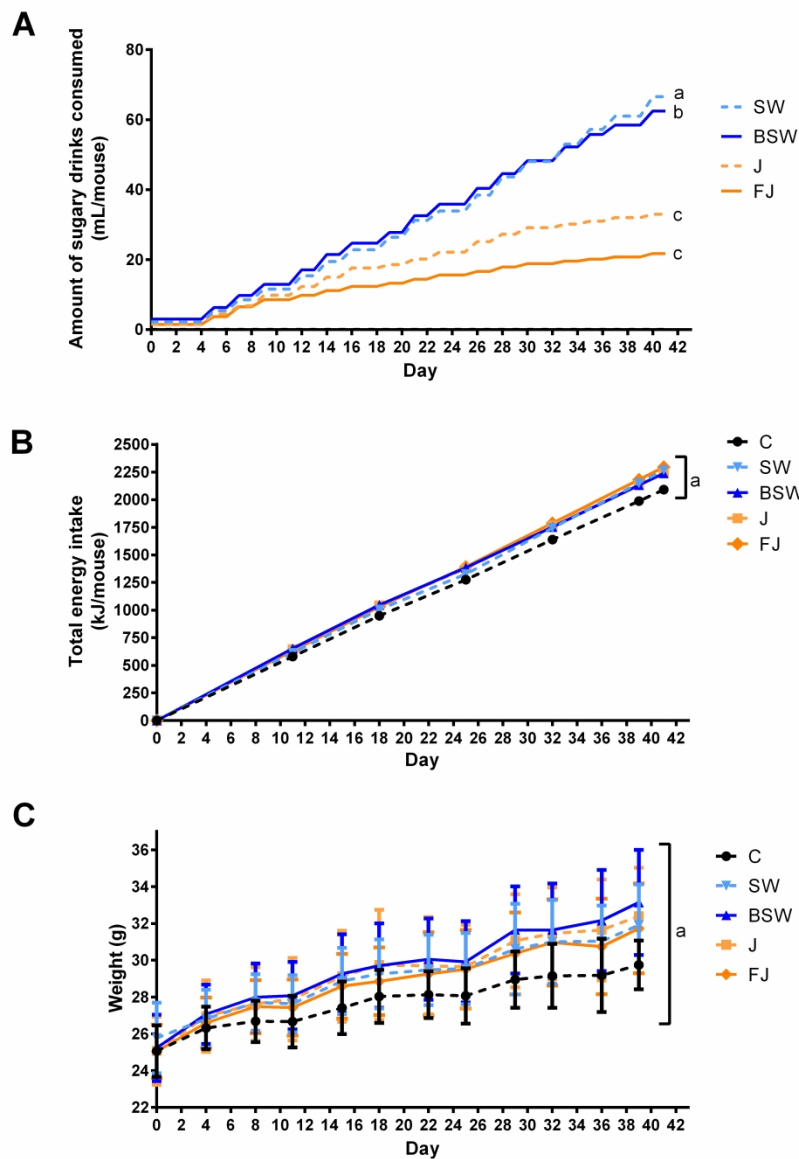 A
Amount of sugary drinks consumed
(mL/mouse)
80
60
40
20
0
0 2 4 6 8 10 12 14 16 18 20 22 24 26 28 30 32 34 36 38 40 42
Day
a
b
c
c
SW
BSW
J
FJ
B
Total energy intake
(kJ/mouse)
2500
2250
2000
1750
1500
1250
1000
750
500
250
0
0 2 4 6 8 10 12 14 16 18 20 22 24 26 28 30 32 34 36 38 40 42
Day
a
C
SW
BSW
J
FJ
C
Weight (g)
36
34
32
30
28
26
24
22
0 2 4 6 8 10 12 14 16 18 20 22 24 26 28 30 32 34 36 38 40 42
Day
a
C
SW
BSW
J
FJ